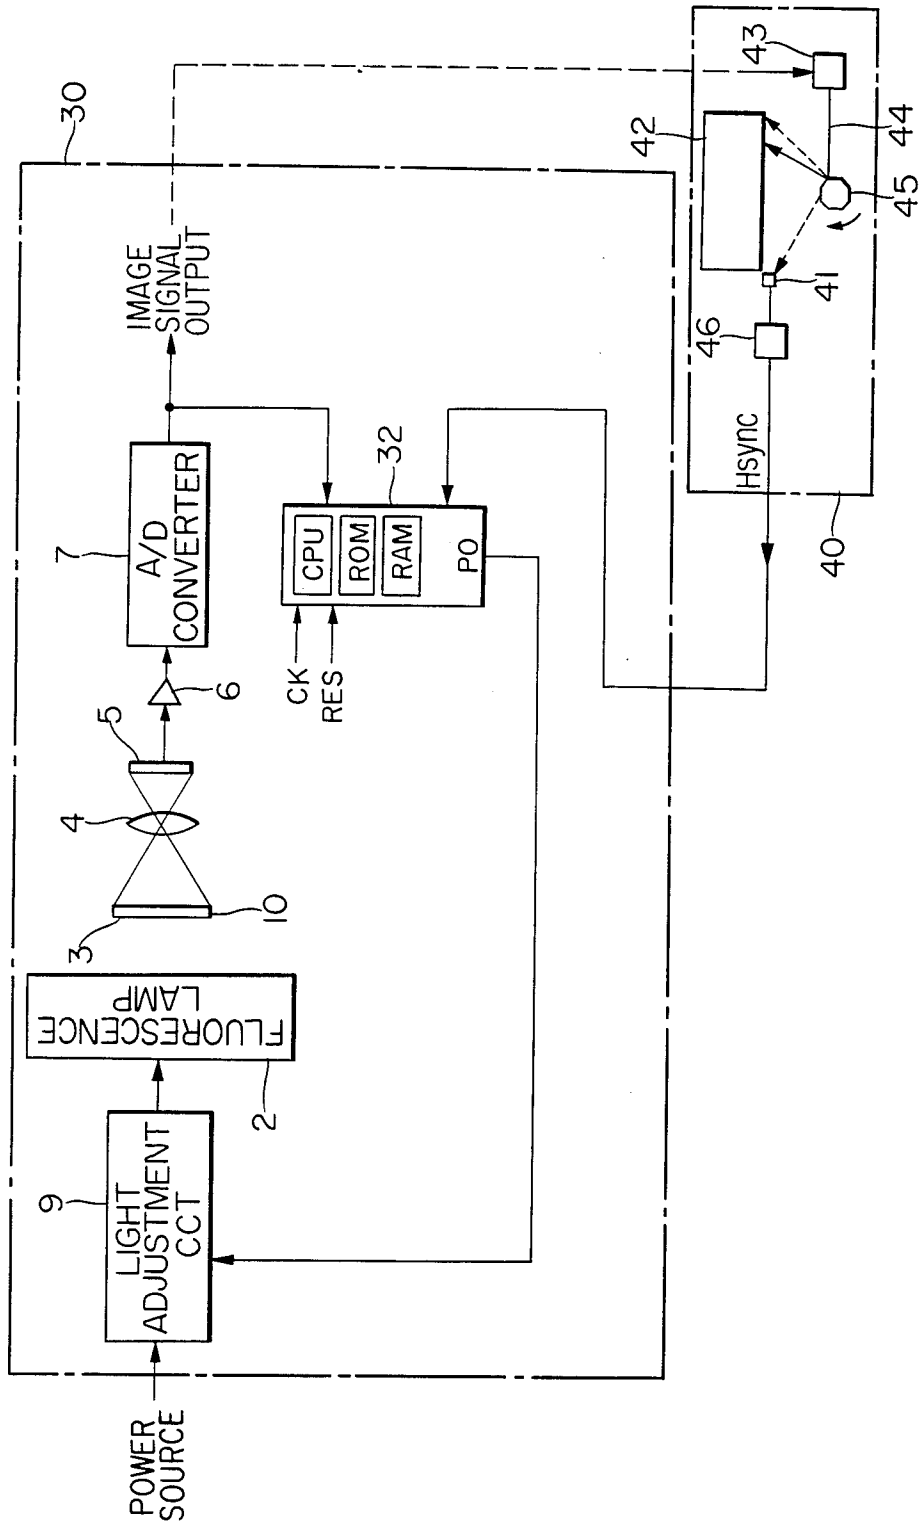 30
IMAGE
SIGNAL
OUTPUT
7
A/D
CONVERTER
6
5
4
3
10
FLUORESCENCE
LAMP
2
9
LIGHT
ADJUSTMENT
CCT
POWER
SOURCE
32
CPU
ROM
RAM
PO
CK
RES
43
42
44
45
41
46
Hsync
40